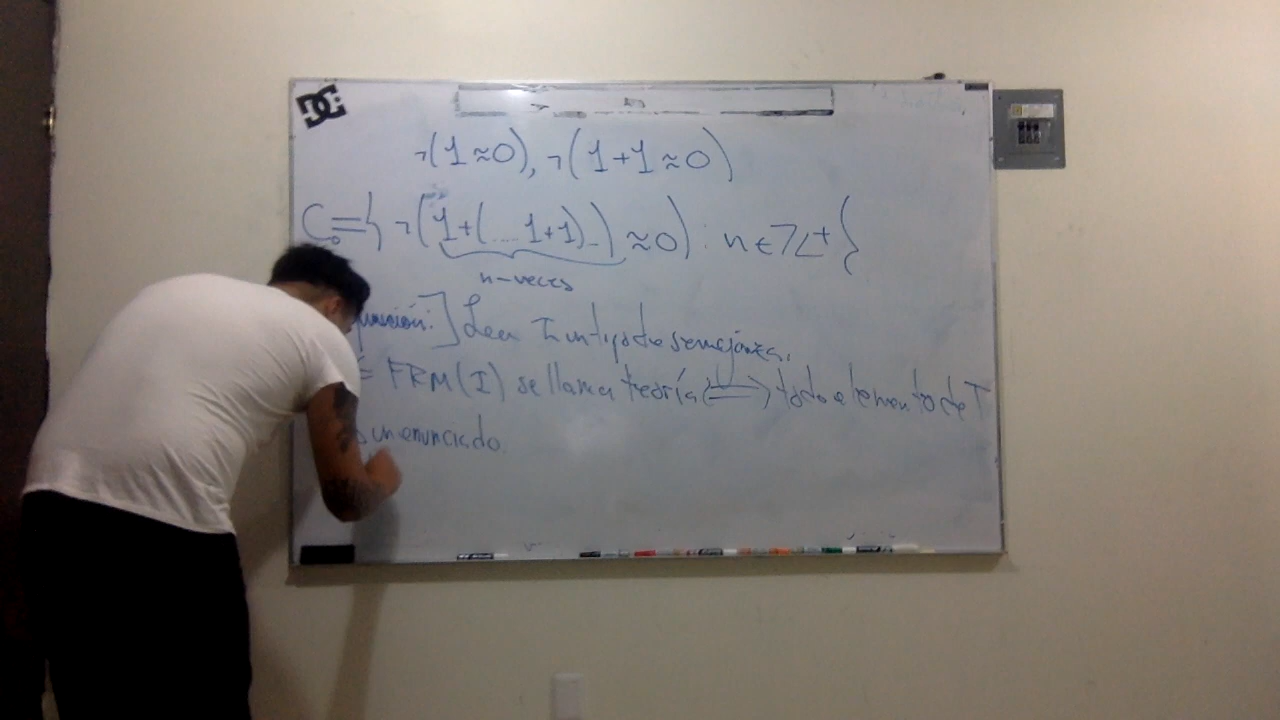 DC
¬(1≈0), ¬(1+1≈0)
C₀={ ¬(1+(....1+1)..) ≈0) : n∈ℤ⁺}
n-veces
Sea I un tipo de semejanza.
FRM(I) se llama teoría ⟺ todo elemento de T
un enunciado.